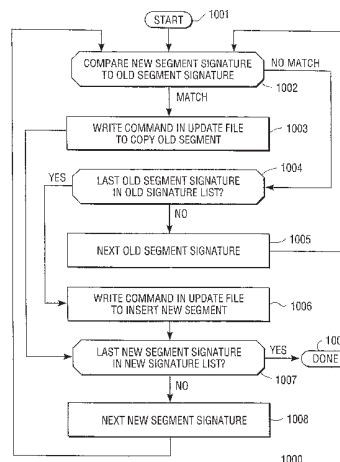 START
1001
COMPARE NEW SEGMENT SIGNATURE
TO OLD SEGMENT SIGNATURE
NO MATCH
1002
MATCH
WRITE COMMAND IN UPDATE FILE
TO COPY OLD SEGMENT
1003
1004
YES
LAST OLD SEGMENT SIGNATURE
IN OLD SIGNATURE LIST?
NO
1005
NEXT OLD SEGMENT SIGNATURE
WRITE COMMAND IN UPDATE FILE
TO INSERT NEW SEGMENT
1006
LAST NEW SEGMENT SIGNATURE
IN NEW SIGNATURE LIST?
YES
DONE
1007
NO
NEXT NEW SEGMENT SIGNATURE
1008
1000